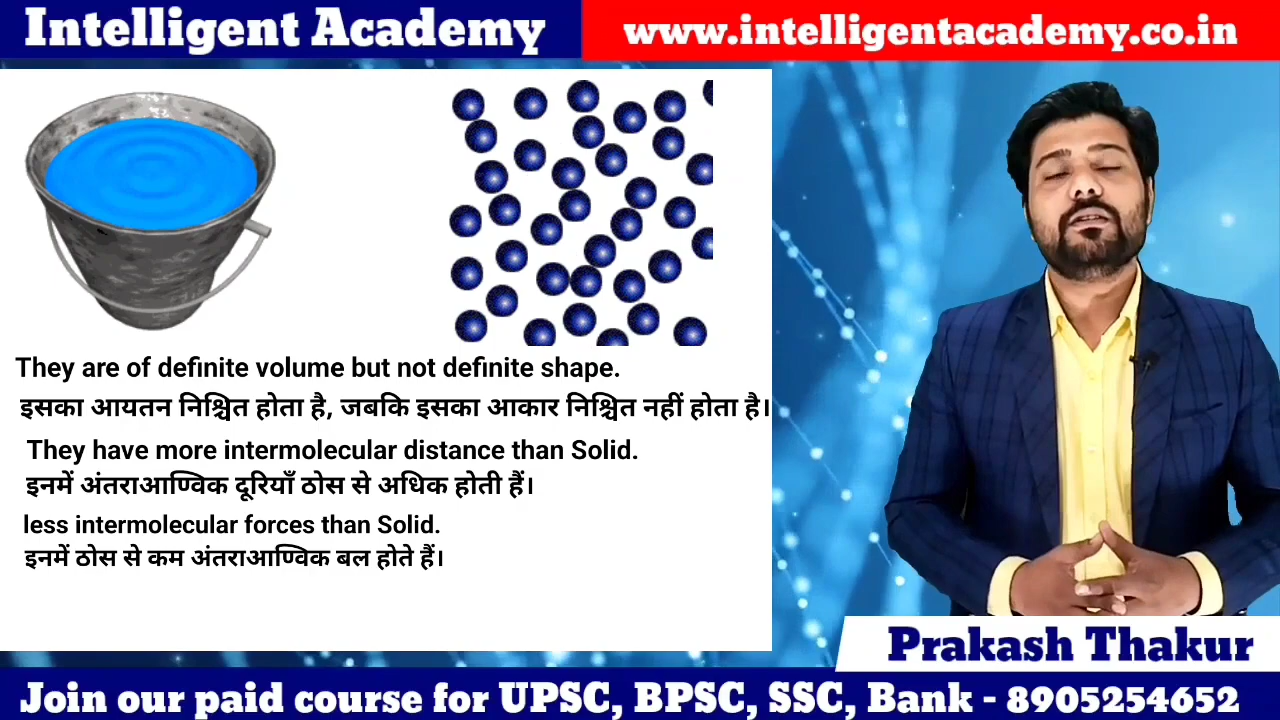 Intelligent Academy
www.intelligentacademy.co.in
They are of definite volume but not definite shape.
इसका आयतन निश्चित होता है, जबकि इसका आकार निश्चित नहीं होता है।
They have more intermolecular distance than Solid.
इनमें अंतराआण्विक दूरियाँ ठोस से अधिक होती हैं।
less intermolecular forces than Solid.
इनमें ठोस से कम अंतराआण्विक बल होते हैं।
Prakash Thakur
Join our paid course for UPSC, BPSC, SSC, Bank - 8905254652